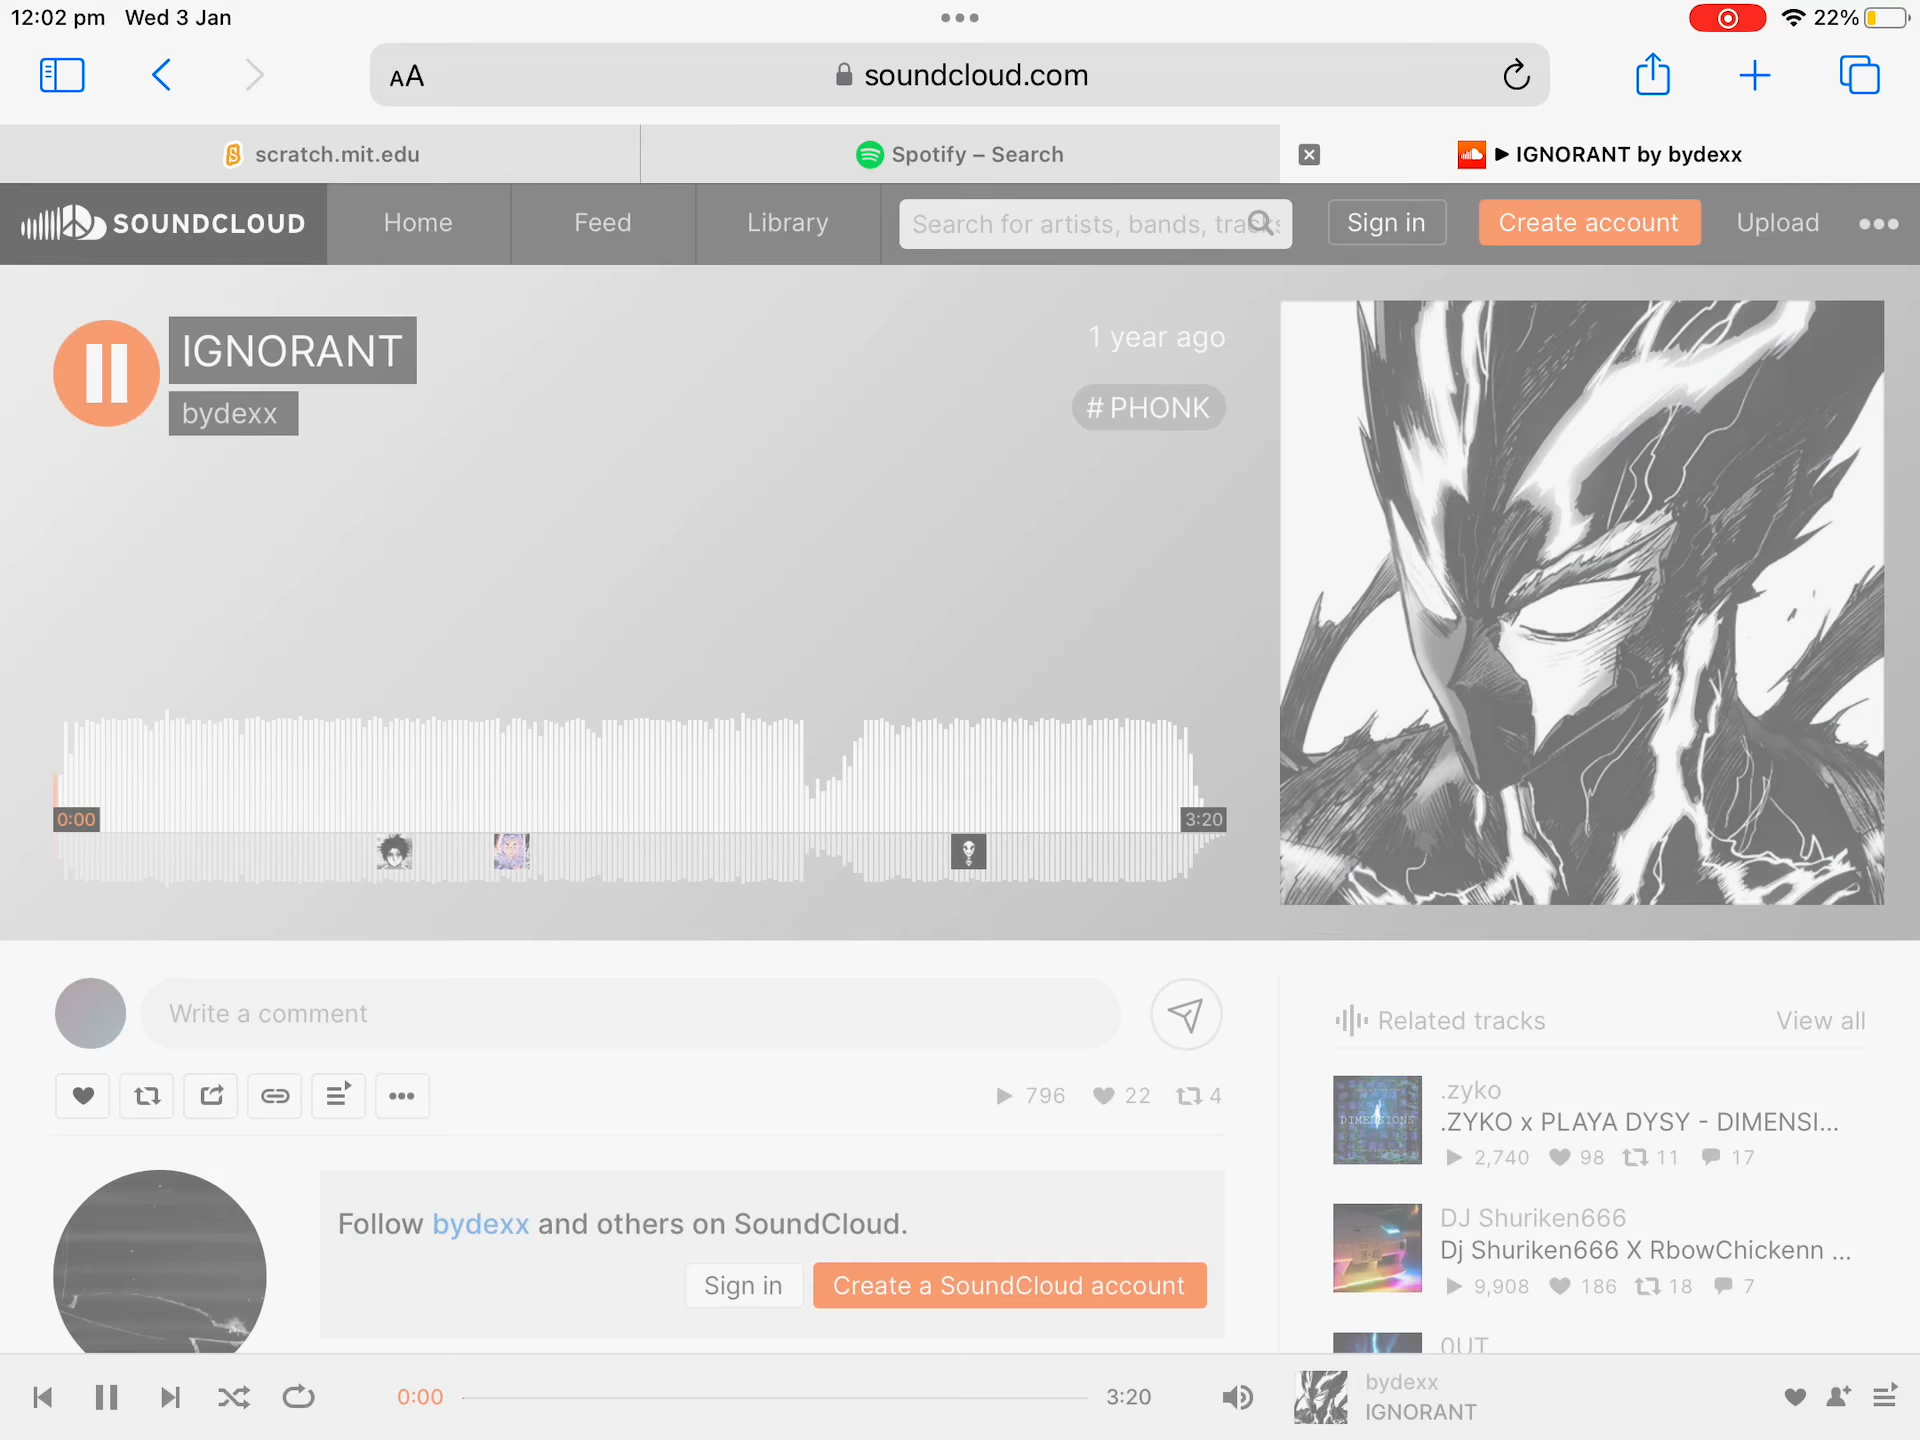 12:02 pm Wed 3 Jan
22%
AA soundcloud.com
scratch.mit.edu
Spotify – Search
▶ IGNORANT by bydexx
SOUNDCLOUD
Home
Feed
Library
Search for artists, bands, tracks
Sign in
Create account
Upload
IGNORANT
bydexx
1 year ago
# PHONK
0:00
3:20
Write a comment
796 22 4
Follow bydexx and others on SoundCloud.
Sign in
Create a SoundCloud account
Related tracks
View all
DIMENSIONS
.zyko
.ZYKO x PLAYA DYSY - DIMENSI...
2,740 98 11 17
DJ Shuriken666
Dj Shuriken666 X RbowChickenn ...
9,908 186 18 7
0UT
0:00
3:20
bydexx
IGNORANT